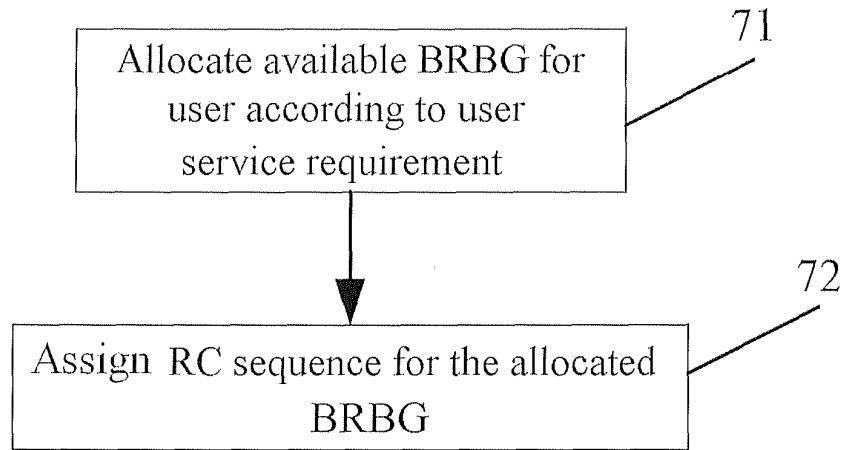 71
Allocate available BRBG for
user according to user
service requirement
72
Assign RC sequence for the allocated
BRBG